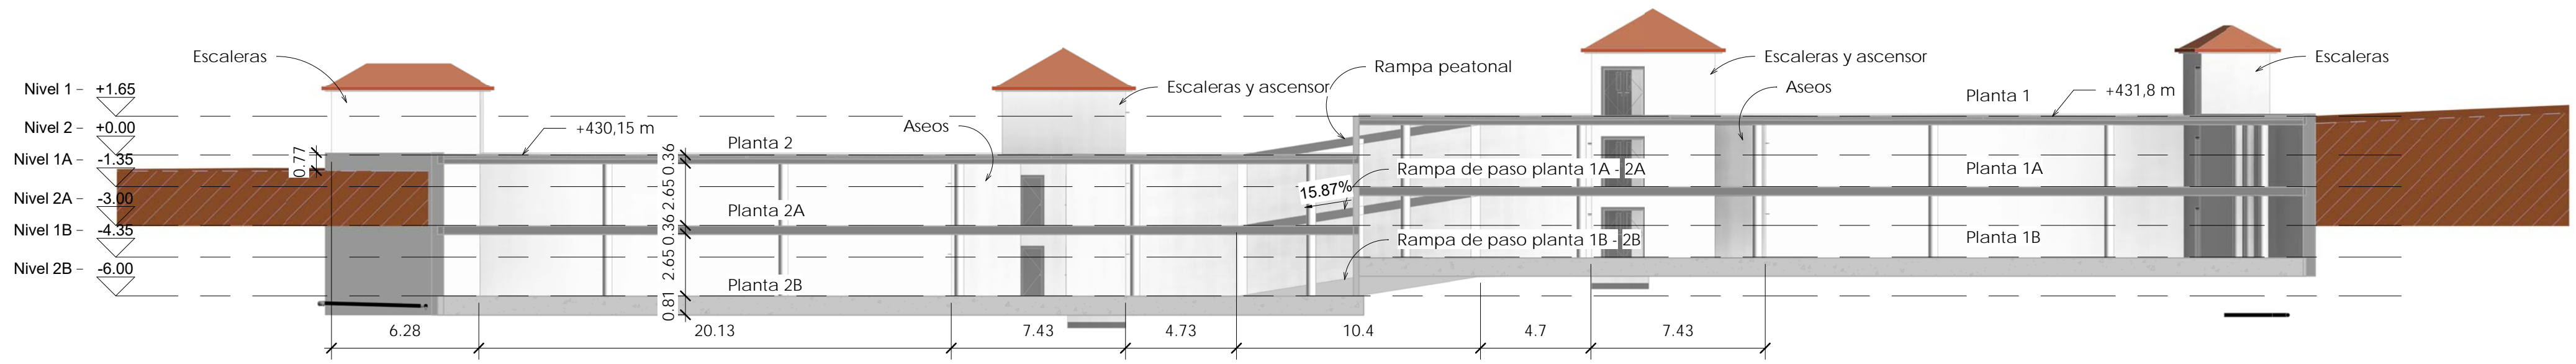 Escaleras
Escaleras y ascensor
Rampa peatonal
Escaleras y ascensor
Escaleras
Aseos
Aseos
Nivel 1
+1.65
Nivel 2
+0.00
Nivel 1A
-1.35
Nivel 2A
-3.00
Nivel 1B
-4.35
Nivel 2B
-6.00
+430,15 m
+431,8 m
Planta 1
Planta 2
Rampa de paso planta 1A - 2A
Planta 1A
15.87%
Planta 2A
Rampa de paso planta 1B - 2B
Planta 1B
Planta 2B
0.77
0.36
2.65
0.36
2.65
0.81
6.28
20.13
7.43
4.73
10.4
4.7
7.43